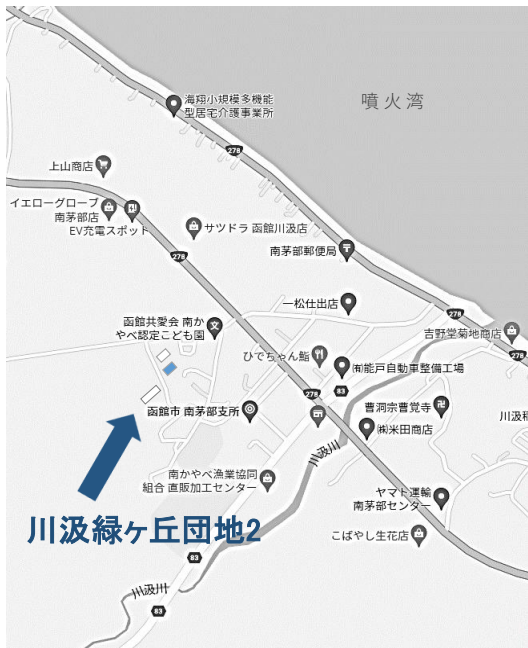 噴火湾
海翔小規模多機能
型居宅介護事業所
278
上山商店
278
イエローグローブ
南茅部店
EV充電スポット
サツドラ 函館川汲店
南茅部郵便局
278
一松仕出店
278
吉野堂菊地商店
278
函館共愛会 南か
やべ認定こども園
ひでちゃん鮨
㈲能戸自動車整備工場
278
83
函館市 南茅部支所
曹洞宗曹覚寺
川汲稲
㈱米田商店
川汲川
南かやべ漁業協同
組合 直販加工センター
ヤマト運輸
南茅部センター
こばやし生花店
川汲緑ヶ丘団地2
83
川汲川
83